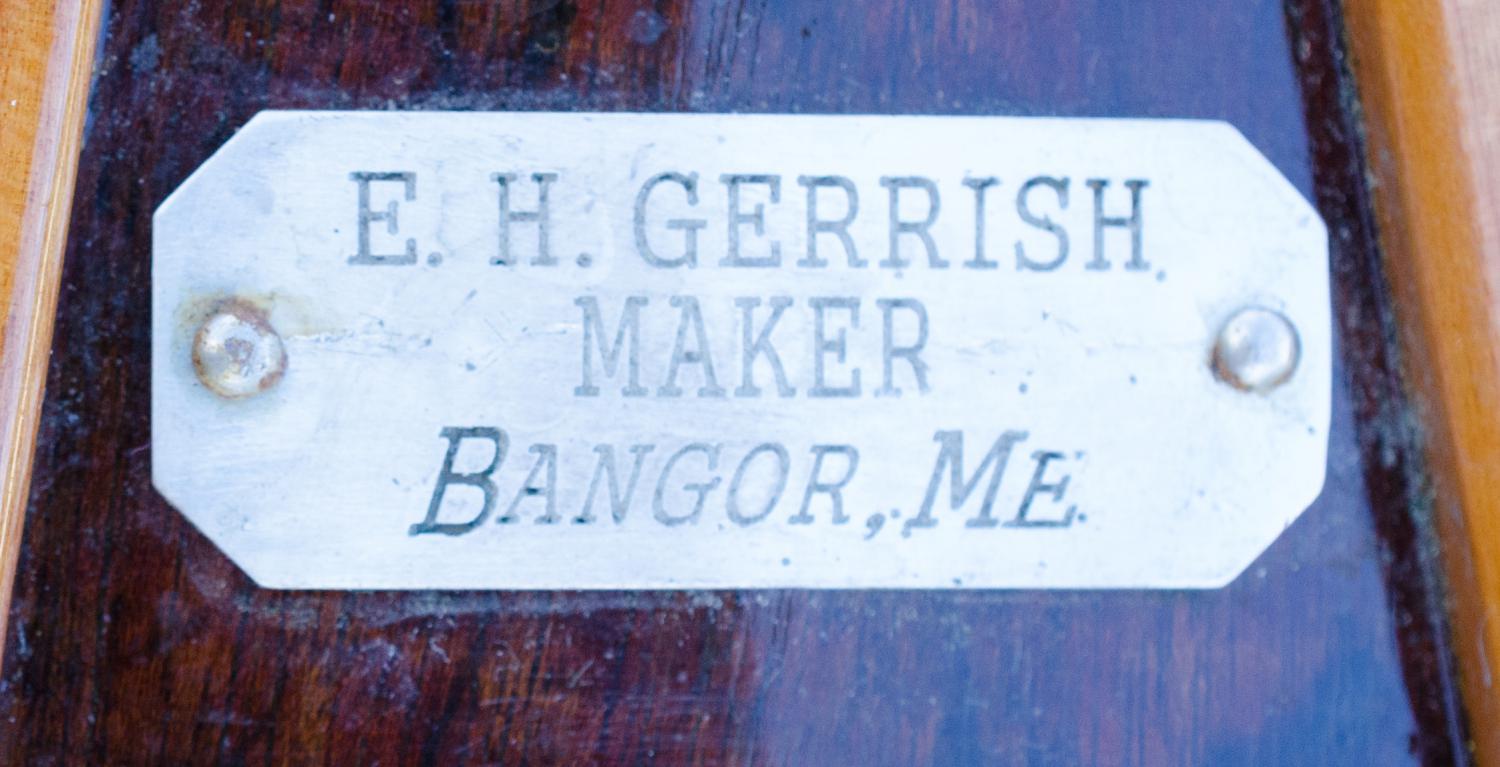 E. H. GERRISH.
MAKER
BANGOR, ME.